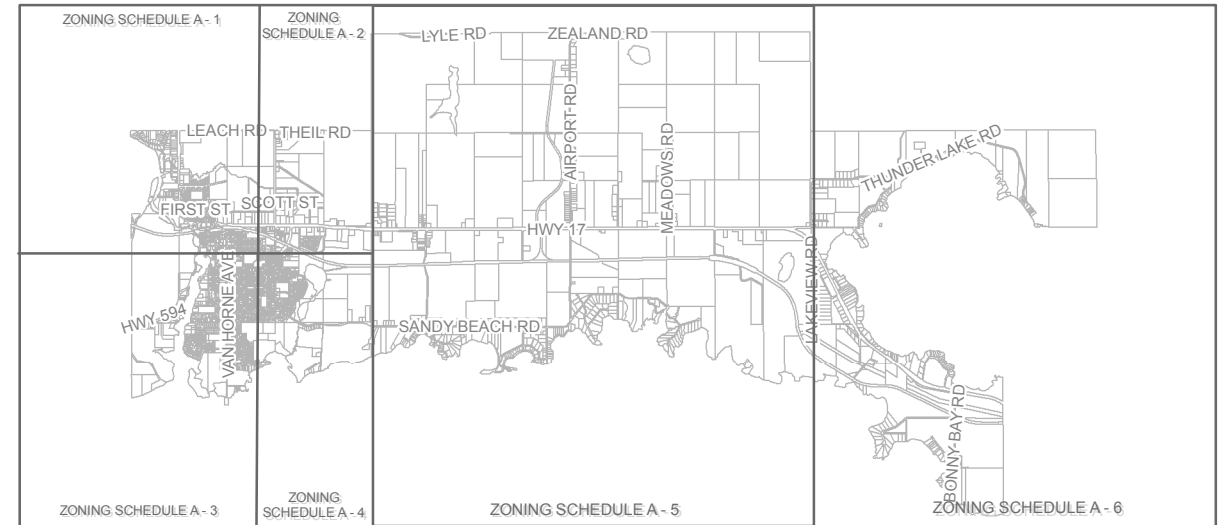 ZONING SCHEDULE A - 1
ZONING
SCHEDULE A - 2
LYLE RD
ZEALAND RD
LEACH RD
THEIL RD
AIRPORT RD
MEADOWS RD
THUNDER LAKE RD
FIRST ST
SCOTT ST
HWY 17
VAN HORNE AVE
HWY 594
SANDY BEACH RD
LAKEVIEW RD
BONNY BAY RD
ZONING SCHEDULE A - 3
ZONING
SCHEDULE A - 4
ZONING SCHEDULE A - 5
ZONING SCHEDULE A - 6